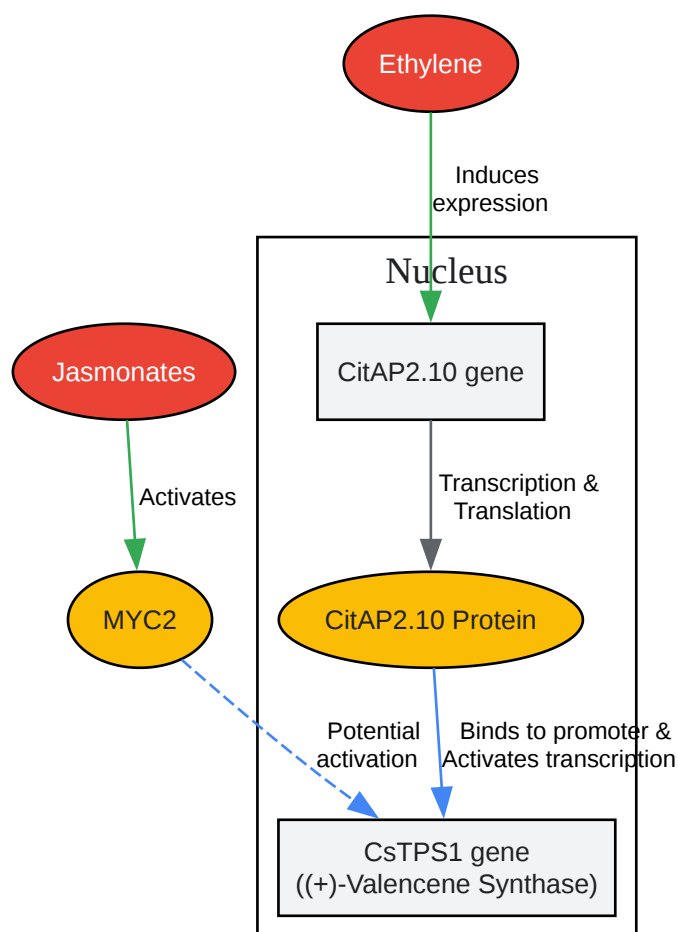 Ethylene
Induces
expression
Nucleus
Jasmonates
CitAP2.10 gene
Activates
Transcription &
Translation
MYC2
CitAP2.10 Protein
Potential
activation
Binds to promoter &
Activates transcription
CsTPS1 gene
((+)-Valencene Synthase)